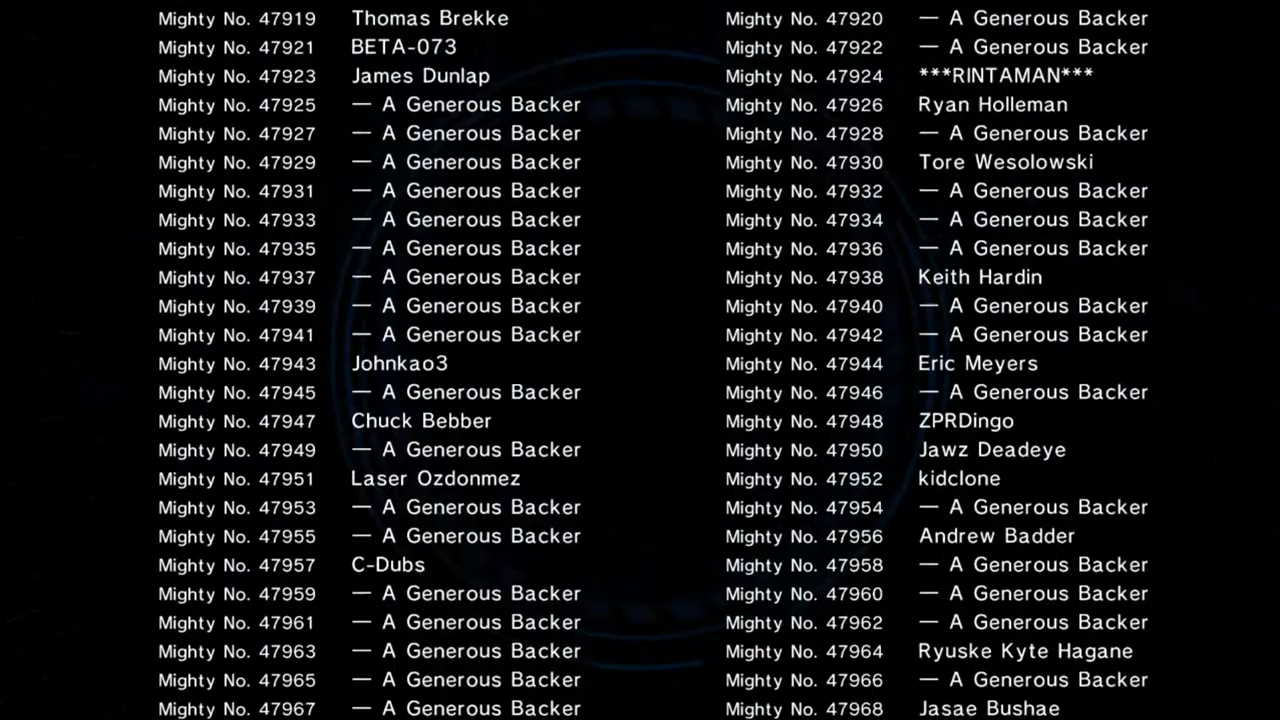 Mighty No. 47919 Thomas Brekke Mighty No. 47920 — A Generous Backer
Mighty No. 47921 BETA-073 Mighty No. 47922 — A Generous Backer
Mighty No. 47923 James Dunlap Mighty No. 47924 ***RINTAMAN***
Mighty No. 47925 — A Generous Backer Mighty No. 47926 Ryan Holleman
Mighty No. 47927 — A Generous Backer Mighty No. 47928 — A Generous Backer
Mighty No. 47929 — A Generous Backer Mighty No. 47930 Tore Wesolowski
Mighty No. 47931 — A Generous Backer Mighty No. 47932 — A Generous Backer
Mighty No. 47933 — A Generous Backer Mighty No. 47934 — A Generous Backer
Mighty No. 47935 — A Generous Backer Mighty No. 47936 — A Generous Backer
Mighty No. 47937 — A Generous Backer Mighty No. 47938 Keith Hardin
Mighty No. 47939 — A Generous Backer Mighty No. 47940 — A Generous Backer
Mighty No. 47941 — A Generous Backer Mighty No. 47942 — A Generous Backer
Mighty No. 47943 Johnkao3 Mighty No. 47944 Eric Meyers
Mighty No. 47945 — A Generous Backer Mighty No. 47946 — A Generous Backer
Mighty No. 47947 Chuck Bebber Mighty No. 47948 ZPRDingo
Mighty No. 47949 — A Generous Backer Mighty No. 47950 Jawz Deadeye
Mighty No. 47951 Laser Ozdonmez Mighty No. 47952 kidclone
Mighty No. 47953 — A Generous Backer Mighty No. 47954 — A Generous Backer
Mighty No. 47955 — A Generous Backer Mighty No. 47956 Andrew Badder
Mighty No. 47957 C-Dubs Mighty No. 47958 — A Generous Backer
Mighty No. 47959 — A Generous Backer Mighty No. 47960 — A Generous Backer
Mighty No. 47961 — A Generous Backer Mighty No. 47962 — A Generous Backer
Mighty No. 47963 — A Generous Backer Mighty No. 47964 Ryuske Kyte Hagane
Mighty No. 47965 — A Generous Backer Mighty No. 47966 — A Generous Backer
Mighty No. 47967 — A Generous Backer Mighty No. 47968 Jasae Bushae